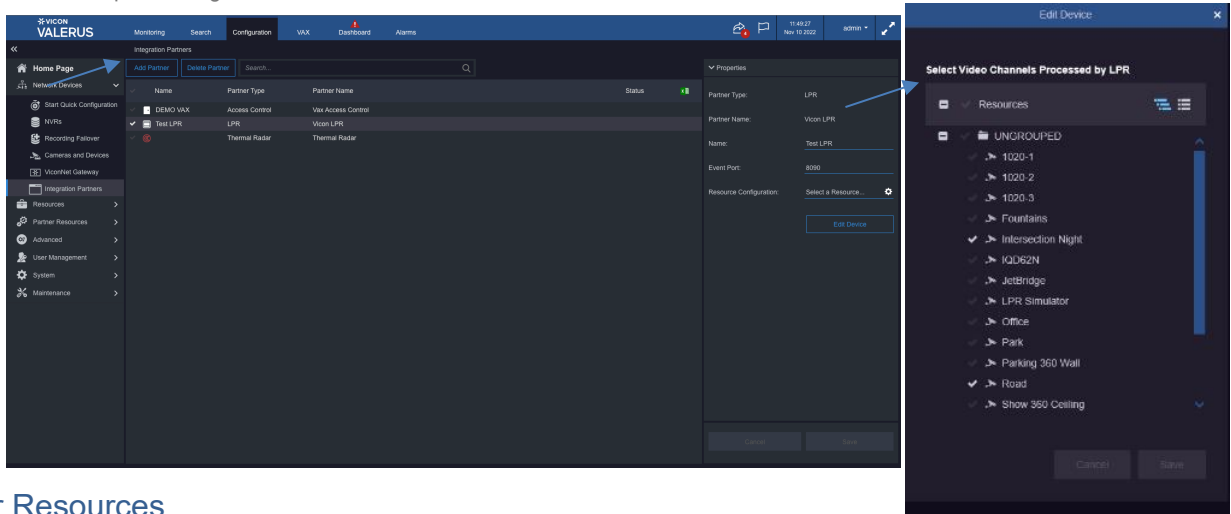 VICON
VALERUS
Monitoring Search Configuration VAX Dashboard Alarms
4
11:49:27
Nov 10 2022
admin
Integration Partners
Home Page
Network Devices
Start Quick Configuration
NVRs
Recording Failover
Cameras and Devices
ViconNet Gateway
Integration Partners
Resources
Partner Resources
Advanced
User Management
System
Maintenance
Add Partner Delete Partner Search...
Name Partner Type Partner Name Status
DEMO VAX Access Control Vax Access Control
Test LPR LPR Vicon LPR
Thermal Radar Thermal Radar
Properties
Partner Type: LPR
Partner Name: Vicon LPR
Name: Test LPR
Event Port: 8090
Resource Configuration: Select a Resource...
Edit Device
Cancel Save
Edit Device ×
Select Video Channels Processed by LPR
Resources
UNGROUPED
1020-1
1020-2
1020-3
Fountains
Intersection Night
IQD62N
JetBridge
LPR Simulator
Office
Park
Parking 360 Wall
Road
Show 360 Ceiling
Cancel Save
r Resources